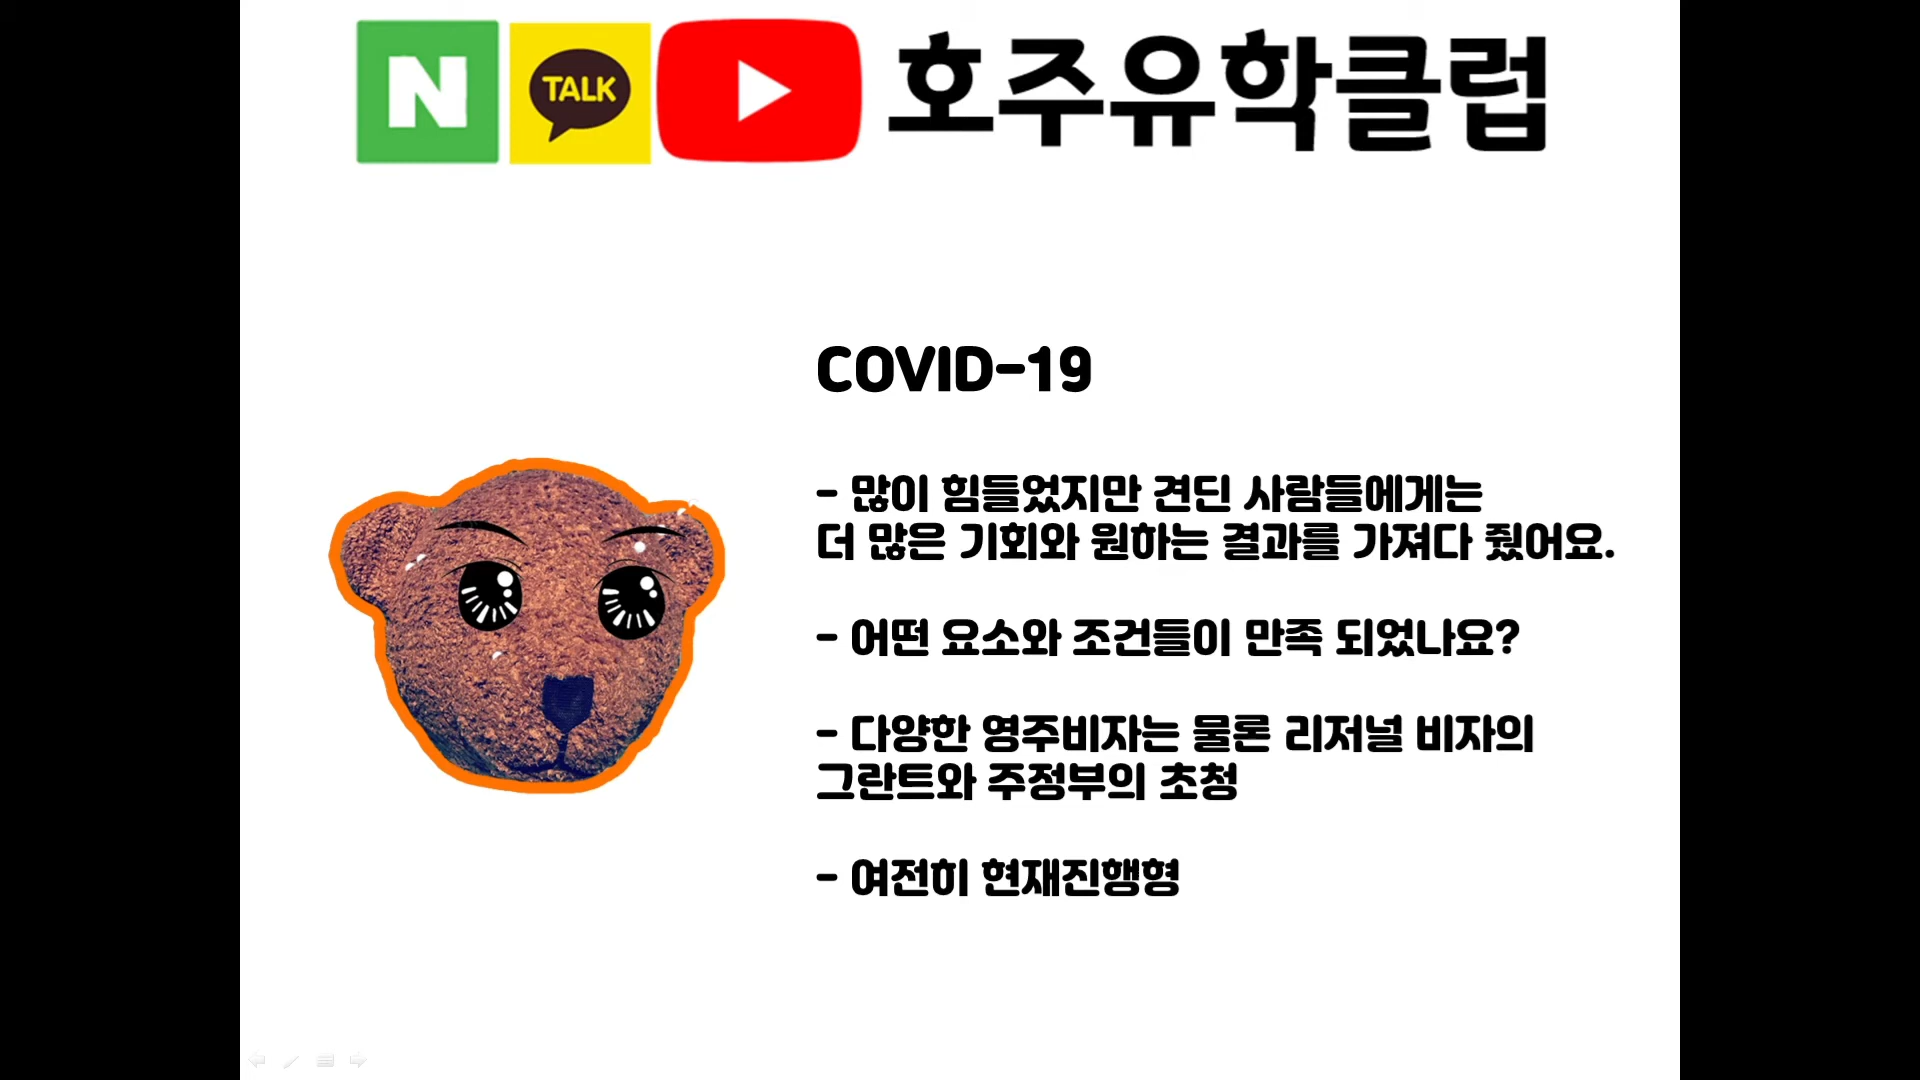 N TALK 호주유학클럽
COVID-19
- 많이 힘들었지만 견딘 사람들에게는
더 많은 기회와 원하는 결과를 가져다 줬어요.
- 어떤 요소와 조건들이 만족 되었나요?
- 다양한 영주비자는 물론 리저널 비자의
그란트와 주정부의 초청
- 여전히 현재진행형